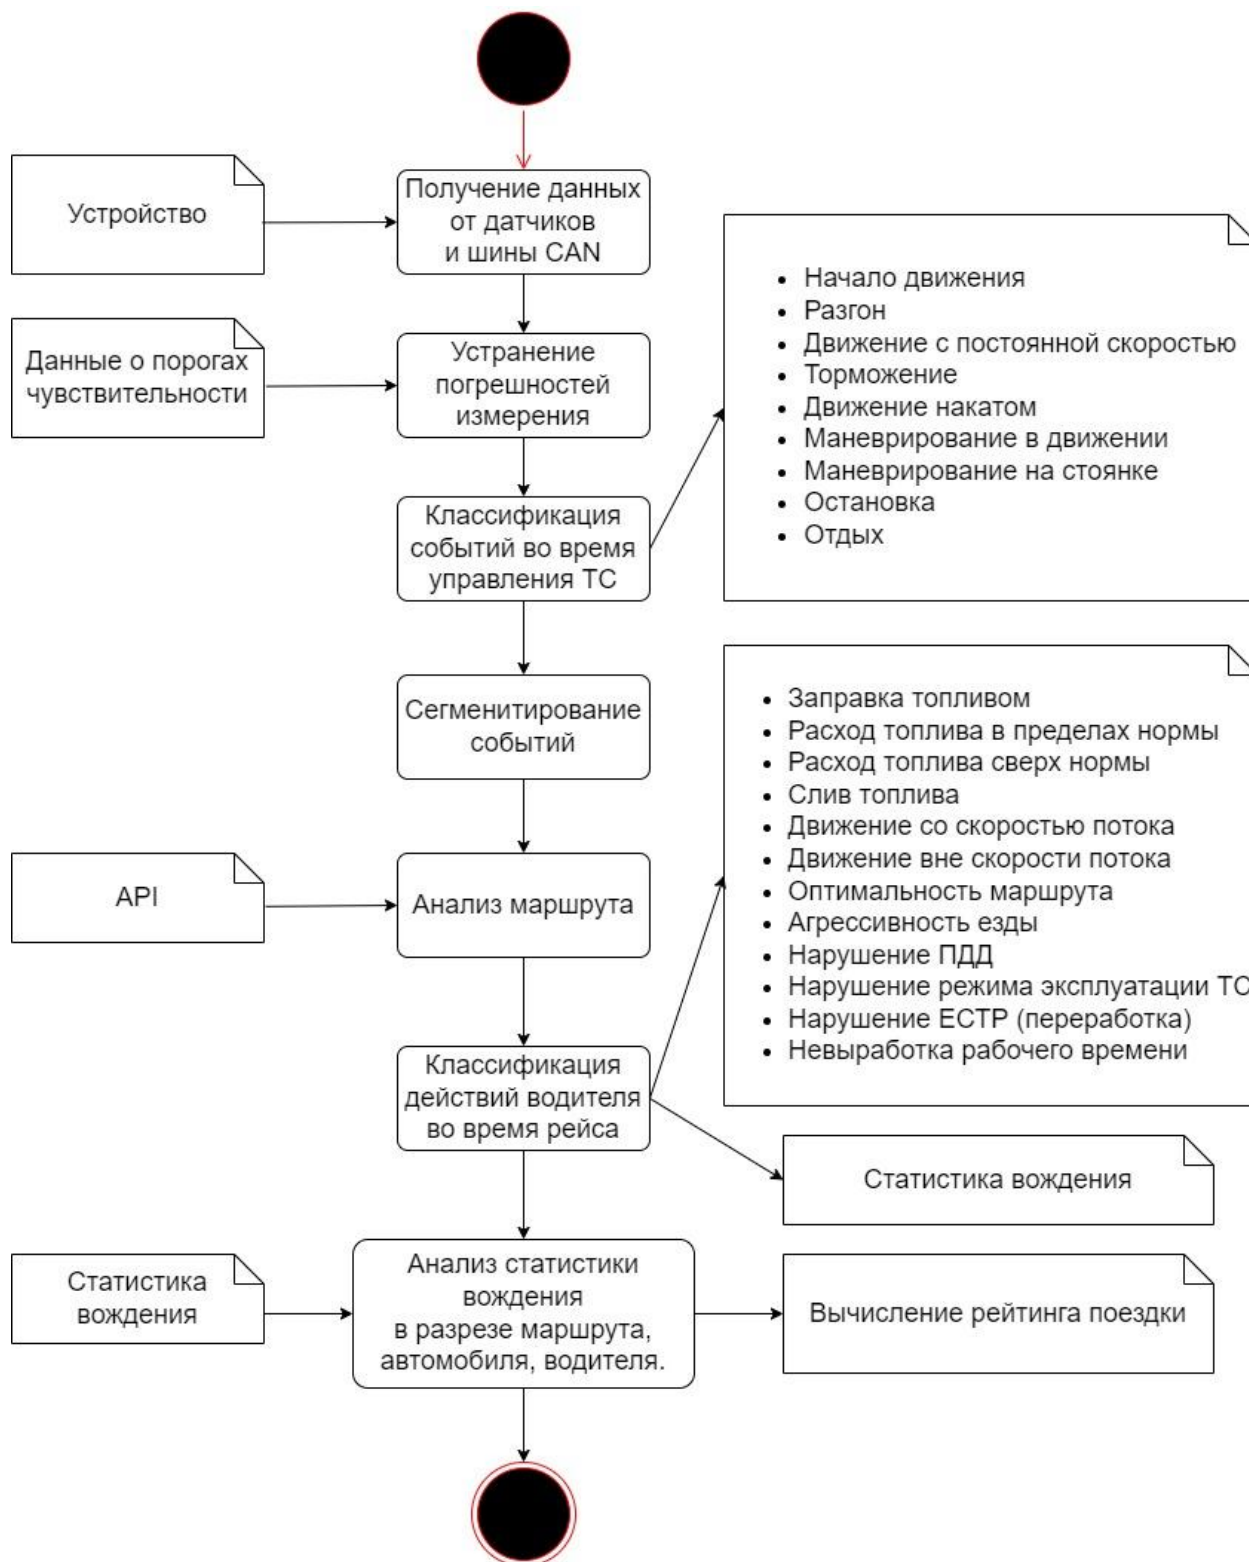 Устройство
Получение данных
от датчиков
и шины CAN
Данные о порогах
чувствительности
Устранение
погрешностей
измерения
Начало движения
Разгон
Движение с постоянной скоростью
Торможение
Движение накатом
Маневрирование в движении
Маневрирование на стоянке
Остановка
Отдых
Классификация
событий во время
управления ТС
Сегменитирование
событий
API
Анализ маршрута
Заправка топливом
Расход топлива в пределах нормы
Расход топлива сверх нормы
Слив топлива
Движение со скоростью потока
Движение вне скорости потока
Оптимальность маршрута
Агрессивность езды
Нарушение ПДД
Нарушение режима эксплуатации ТС
Нарушение ЕСТР (переработка)
Невыработка рабочего времени
Классификация
действий водителя
во время рейса
Статистика вождения
Статистика
вождения
Анализ статистики
вождения
в разрезе маршрута,
автомобиля, водителя.
Вычисление рейтинга поездки